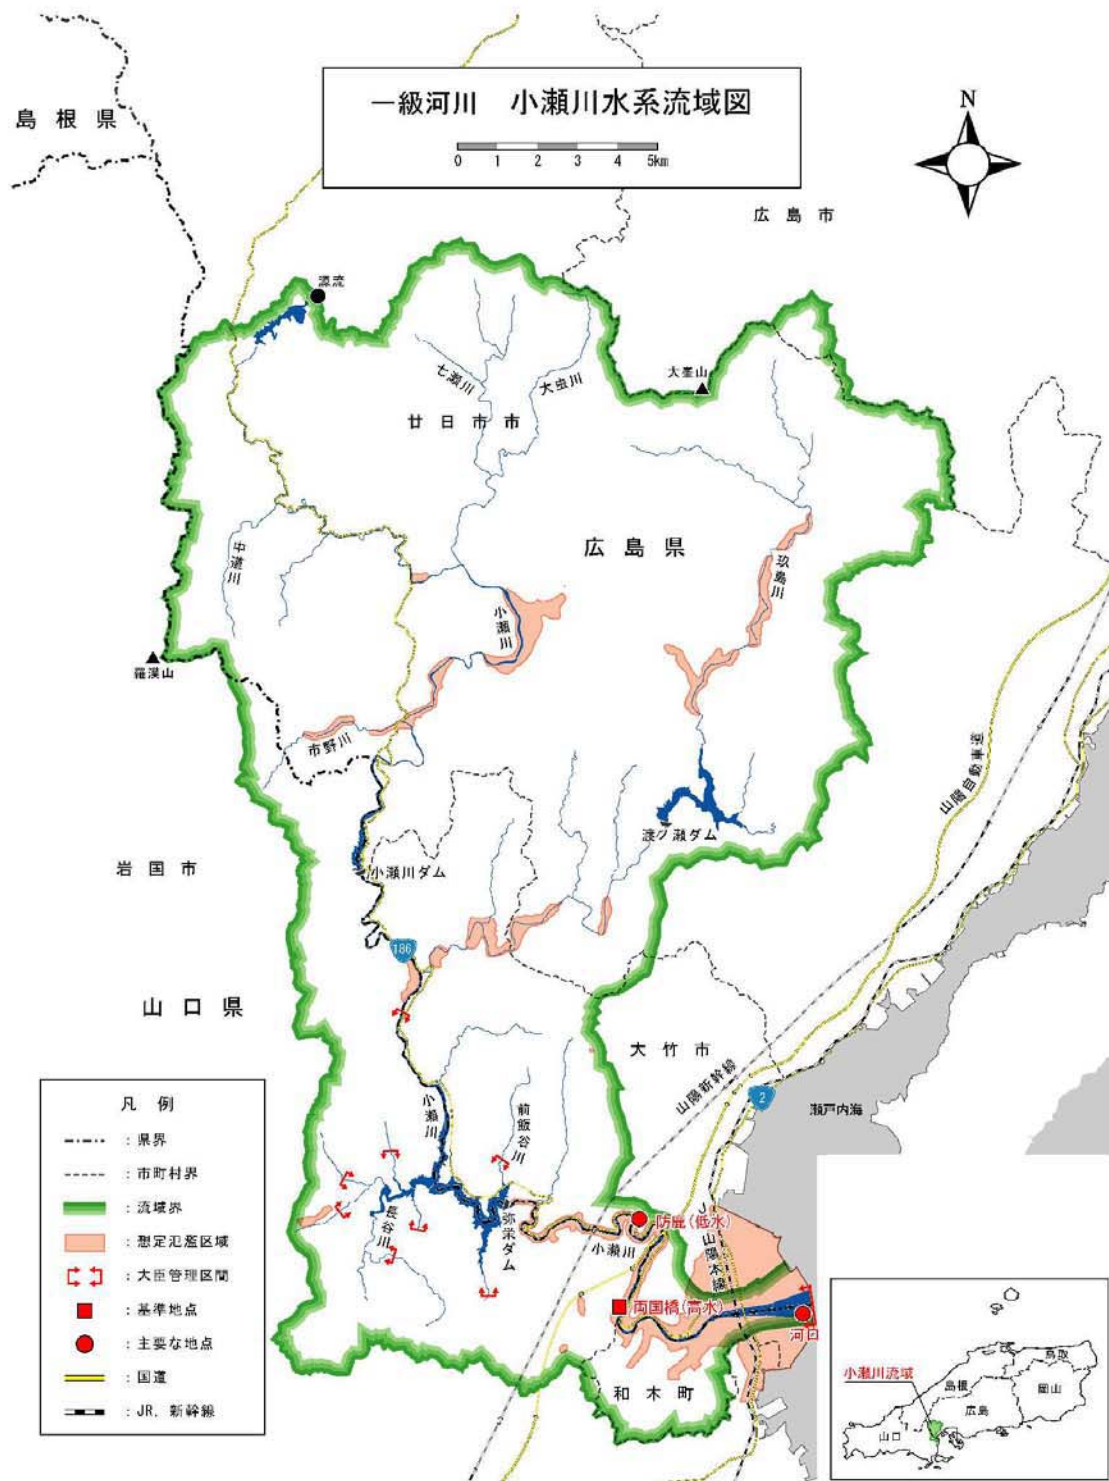 一級河川 小瀬川水系流域図
0 1 2 3 4 5km
N
島根県
広島市
源流
七瀬川
大虫川
大峯山
廿日市市
広島県
中道川
玖島川
小瀬川
羅漢山
市野川
山陽自動車道
渡ノ瀬ダム
岩国市
小瀬川ダム
186
山口県
大竹市
山陽新幹線
2
瀬戸内海
小瀬川
前飯谷川
長谷川
弥栄ダム
小瀬川
防鹿(低水)
JR山陽本線
両国橋(高水)
河口
和木町
凡例
:県界
:市町村界
:流域界
:想定氾濫区域
:大臣管理区間
:基準地点
:主要な地点
:国道
:JR、新幹線
小瀬川流域
鳥取
島根
岡山
広島
山口